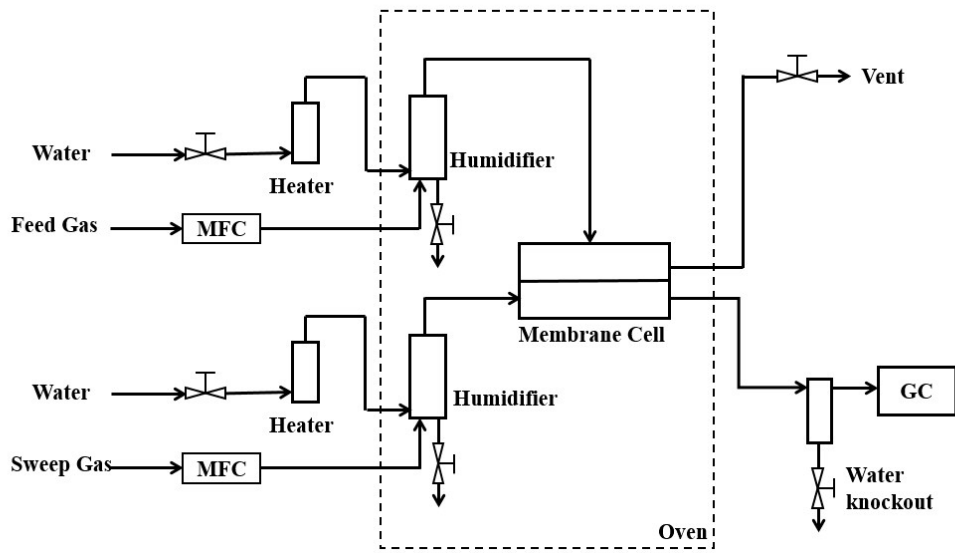 Vent
Water
Humidifier
Heater
Feed Gas
MFC
Membrane Cell
Water
Humidifier
GC
Heater
Sweep Gas
MFC
Water
knockout
Oven